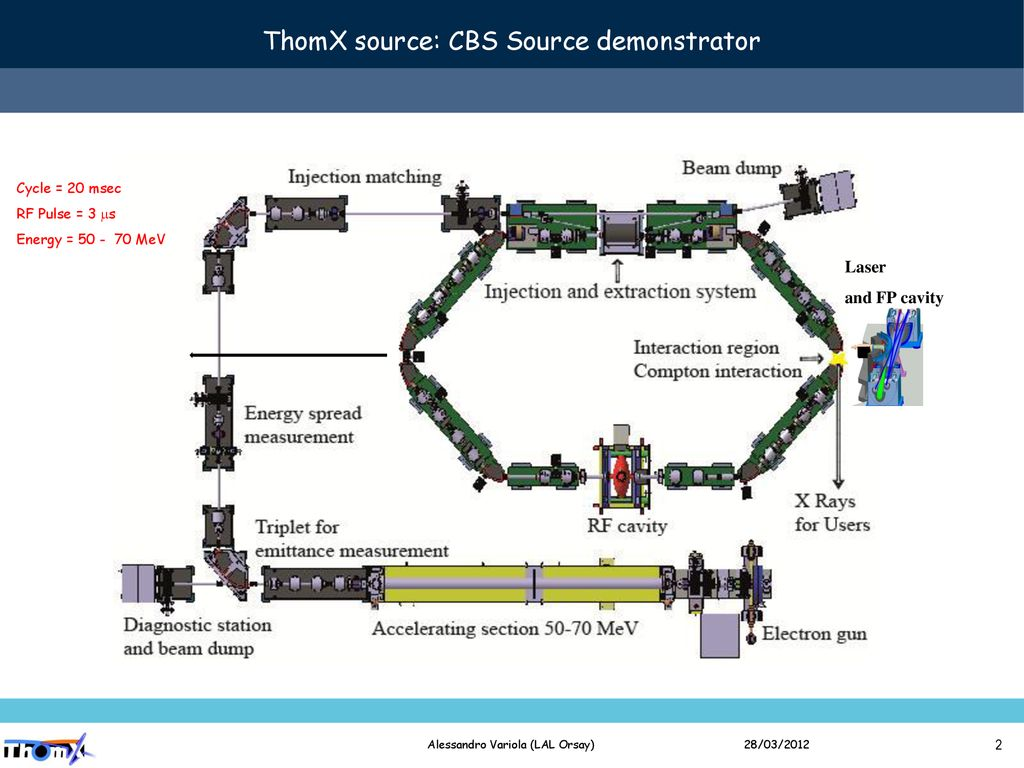 ThomX source: CBS Source demonstrator
Cycle = 20 msec
RF Pulse = 3 μs
Energy = 50 - 70 MeV
Injection matching
Beam dump
Injection and extraction system
Laser
and FP cavity
Interaction region
Compton interaction
Energy spread
measurement
X Rays
for Users
RF cavity
Triplet for
emittance measurement
Diagnostic station
and beam dump
Accelerating section 50-70 MeV
Electron gun
ThomX
Alessandro Variola (LAL Orsay)
28/03/2012
2